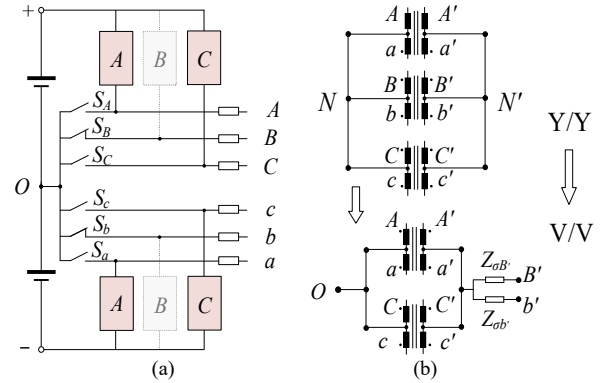 +
A B C
S_A A
S_B B
S_C C
O
S_c c
S_b b
S_a a
A B C
−
(a)
A A'
a a'
B B'
N N'
b b'
C C'
c c'
Y/Y
V/V
A A'
a a'
Z_σB' B'
O
Z_σb' b'
C C'
c c'
(b)